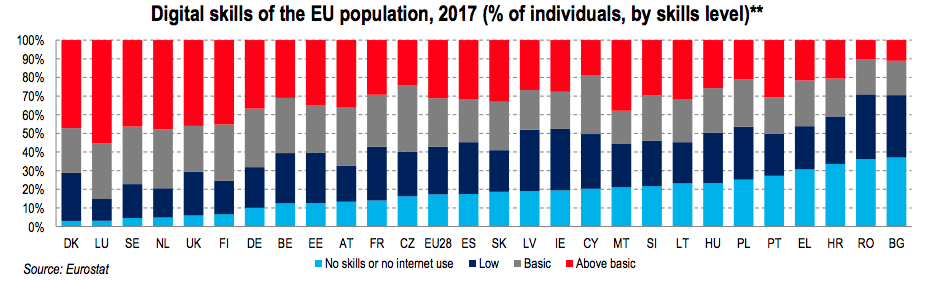 Digital skills of the EU population, 2017 (% of individuals, by skills level)**
100%
90%
80%
70%
60%
50%
40%
30%
20%
10%
0%
DK LU SE NL UK FI DE BE EE AT FR CZ EU28 ES SK LV IE CY MT SI LT HU PL PT EL HR RO BG
No skills or no internet use Low Basic Above basic
Source: Eurostat